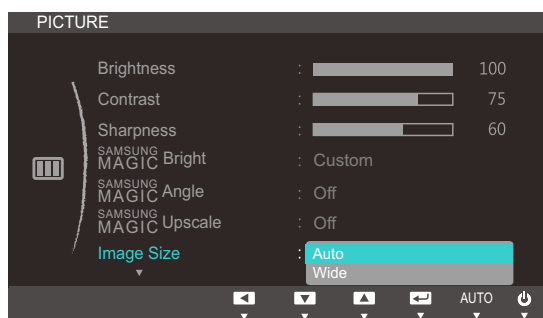 PICTURE
Brightness : 100
Contrast : 75
Sharpness : 60
SAMSUNG MAGIC Bright : Custom
SAMSUNG MAGIC Angle : Off
SAMSUNG MAGIC Upscale : Off
Image Size : Auto
Wide
AUTO